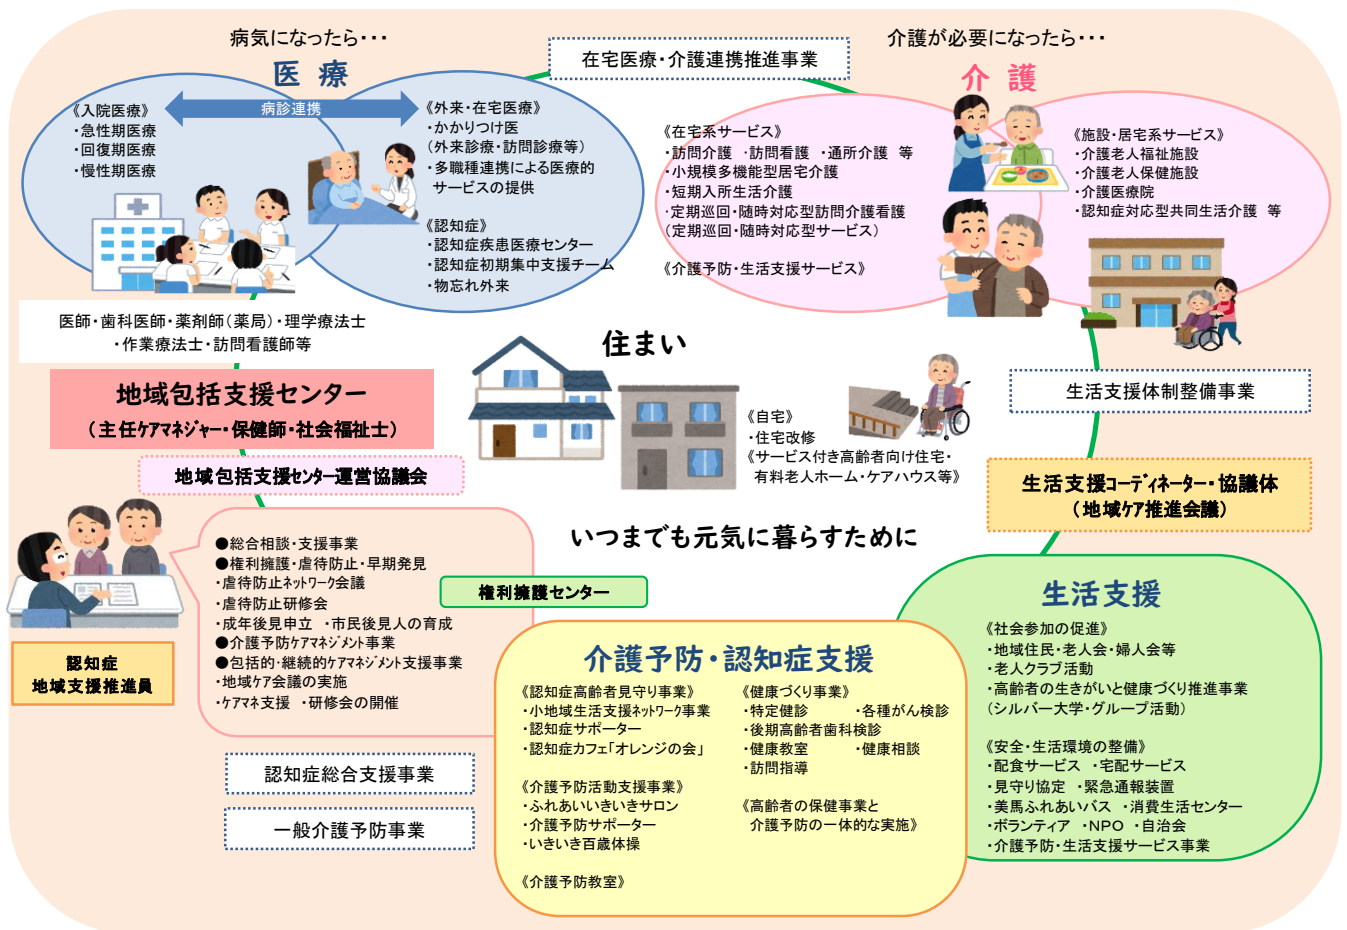 病気になったら・・・
医 療
《入院医療》
・急性期医療
・回復期医療
・慢性期医療
病診連携
《外来・在宅医療》
・かかりつけ医
(外来診療・訪問診療等)
・多職種連携による医療的
サービスの提供
《認知症》
・認知症疾患医療センター
・認知症初期集中支援チーム
・物忘れ外来
医師・歯科医師・薬剤師(薬局)・理学療法士
・作業療法士・訪問看護師等
在宅医療・介護連携推進事業
介護が必要になったら・・・
介 護
《在宅系サービス》
・訪問介護 ・訪問看護 ・通所介護 等
・小規模多機能型居宅介護
・短期入所生活介護
・定期巡回・随時対応型訪問介護看護
(定期巡回・随時対応型サービス)
《介護予防・生活支援サービス》
《施設・居宅系サービス》
・介護老人福祉施設
・介護老人保健施設
・介護医療院
・認知症対応型共同生活介護 等
地域包括支援センター
(主任ケアマネジャー・保健師・社会福祉士)
地域包括支援センター運営協議会
住まい
《自宅》
・住宅改修
《サービス付き高齢者向け住宅・
有料老人ホーム・ケアハウス等》
いつまでも元気に暮らすために
生活支援体制整備事業
生活支援コーディネーター・協議体
(地域ケア推進会議)
●総合相談・支援事業
●権利擁護・虐待防止・早期発見
・虐待防止ネットワーク会議
・虐待防止研修会
・成年後見申立 ・市民後見人の育成
●介護予防ケアマネジメント事業
●包括的・継続的ケアマネジメント支援事業
・地域ケア会議の実施
・ケアマネ支援 ・研修会の開催
認知症
地域支援推進員
権利擁護センター
認知症総合支援事業
一般介護予防事業
介護予防・認知症支援
《認知症高齢者見守り事業》
・小地域生活支援ネットワーク事業
・認知症サポーター
・認知症カフェ「オレンジの会」
《介護予防活動支援事業》
・ふれあいいきいきサロン
・介護予防サポーター
・いきいき百歳体操
《介護予防教室》
《健康づくり事業》
・特定健診 ・各種がん検診
・後期高齢者歯科検診
・健康教室 ・健康相談
・訪問指導
《高齢者の保健事業と
介護予防の一体的な実施》
生活支援
《社会参加の促進》
・地域住民・老人会・婦人会等
・老人クラブ活動
・高齢者の生きがいと健康づくり推進事業
(シルバー大学・グループ活動)
《安全・生活環境の整備》
・配食サービス ・宅配サービス
・見守り協定 ・緊急通報装置
・美馬ふれあいバス ・消費生活センター
・ボランティア ・NPO ・自治会
・介護予防・生活支援サービス事業